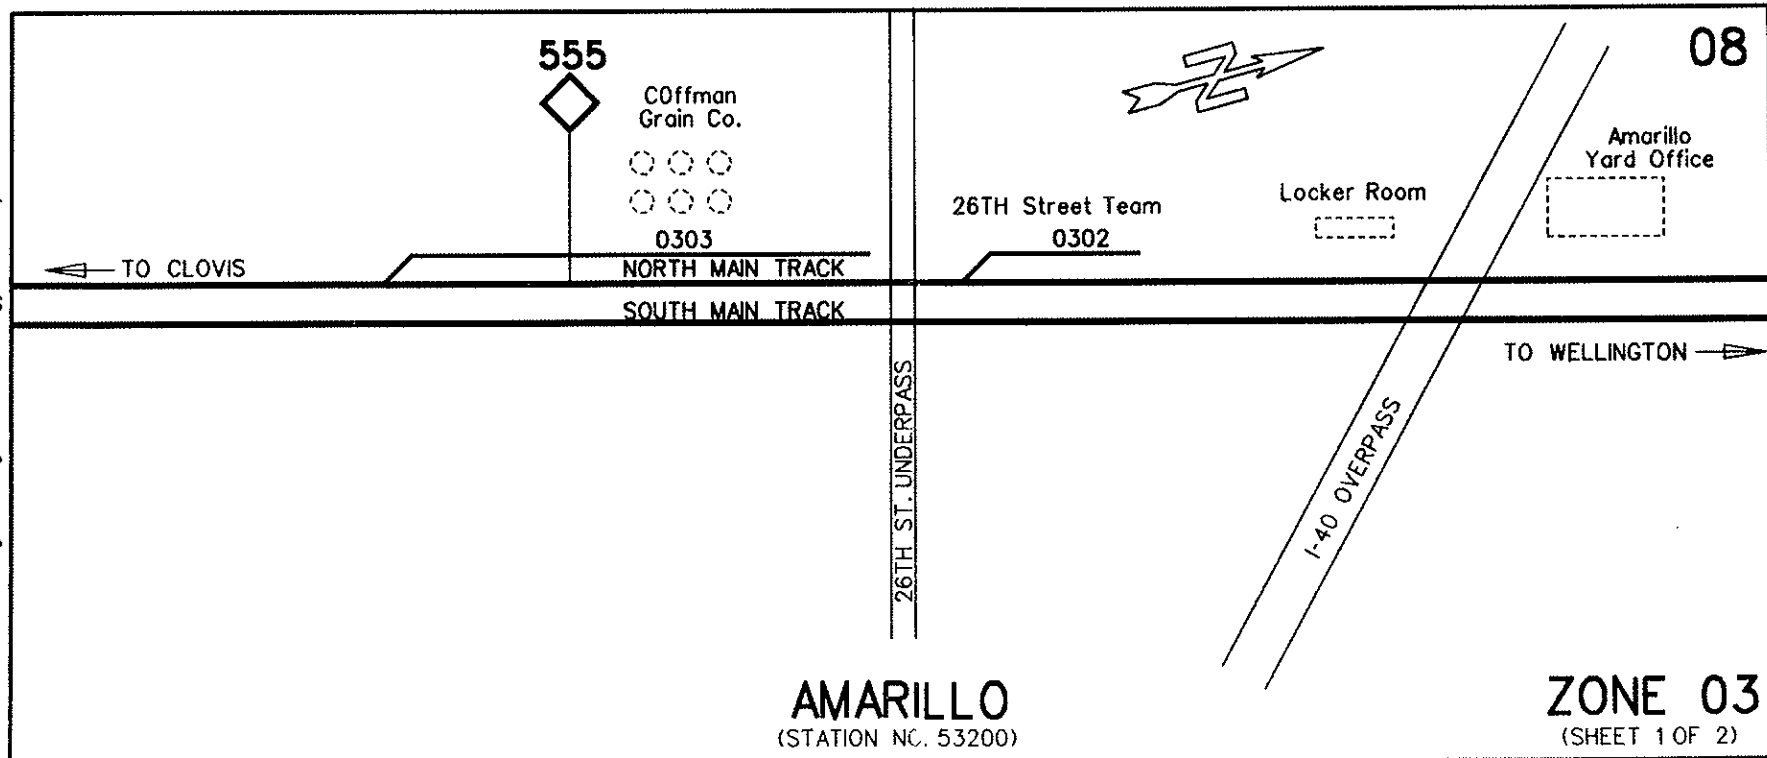 555
08
COffman
Grain Co.
Amarillo
Yard Office
Locker Room
26TH Street Team
0303
0302
TO CLOVIS
NORTH MAIN TRACK
SOUTH MAIN TRACK
TO WELLINGTON
26TH ST. UNDERPASS
I-40 OVERPASS
AMARILLO
(STATION NO. 53200)
ZONE 03
(SHEET 1 OF 2)